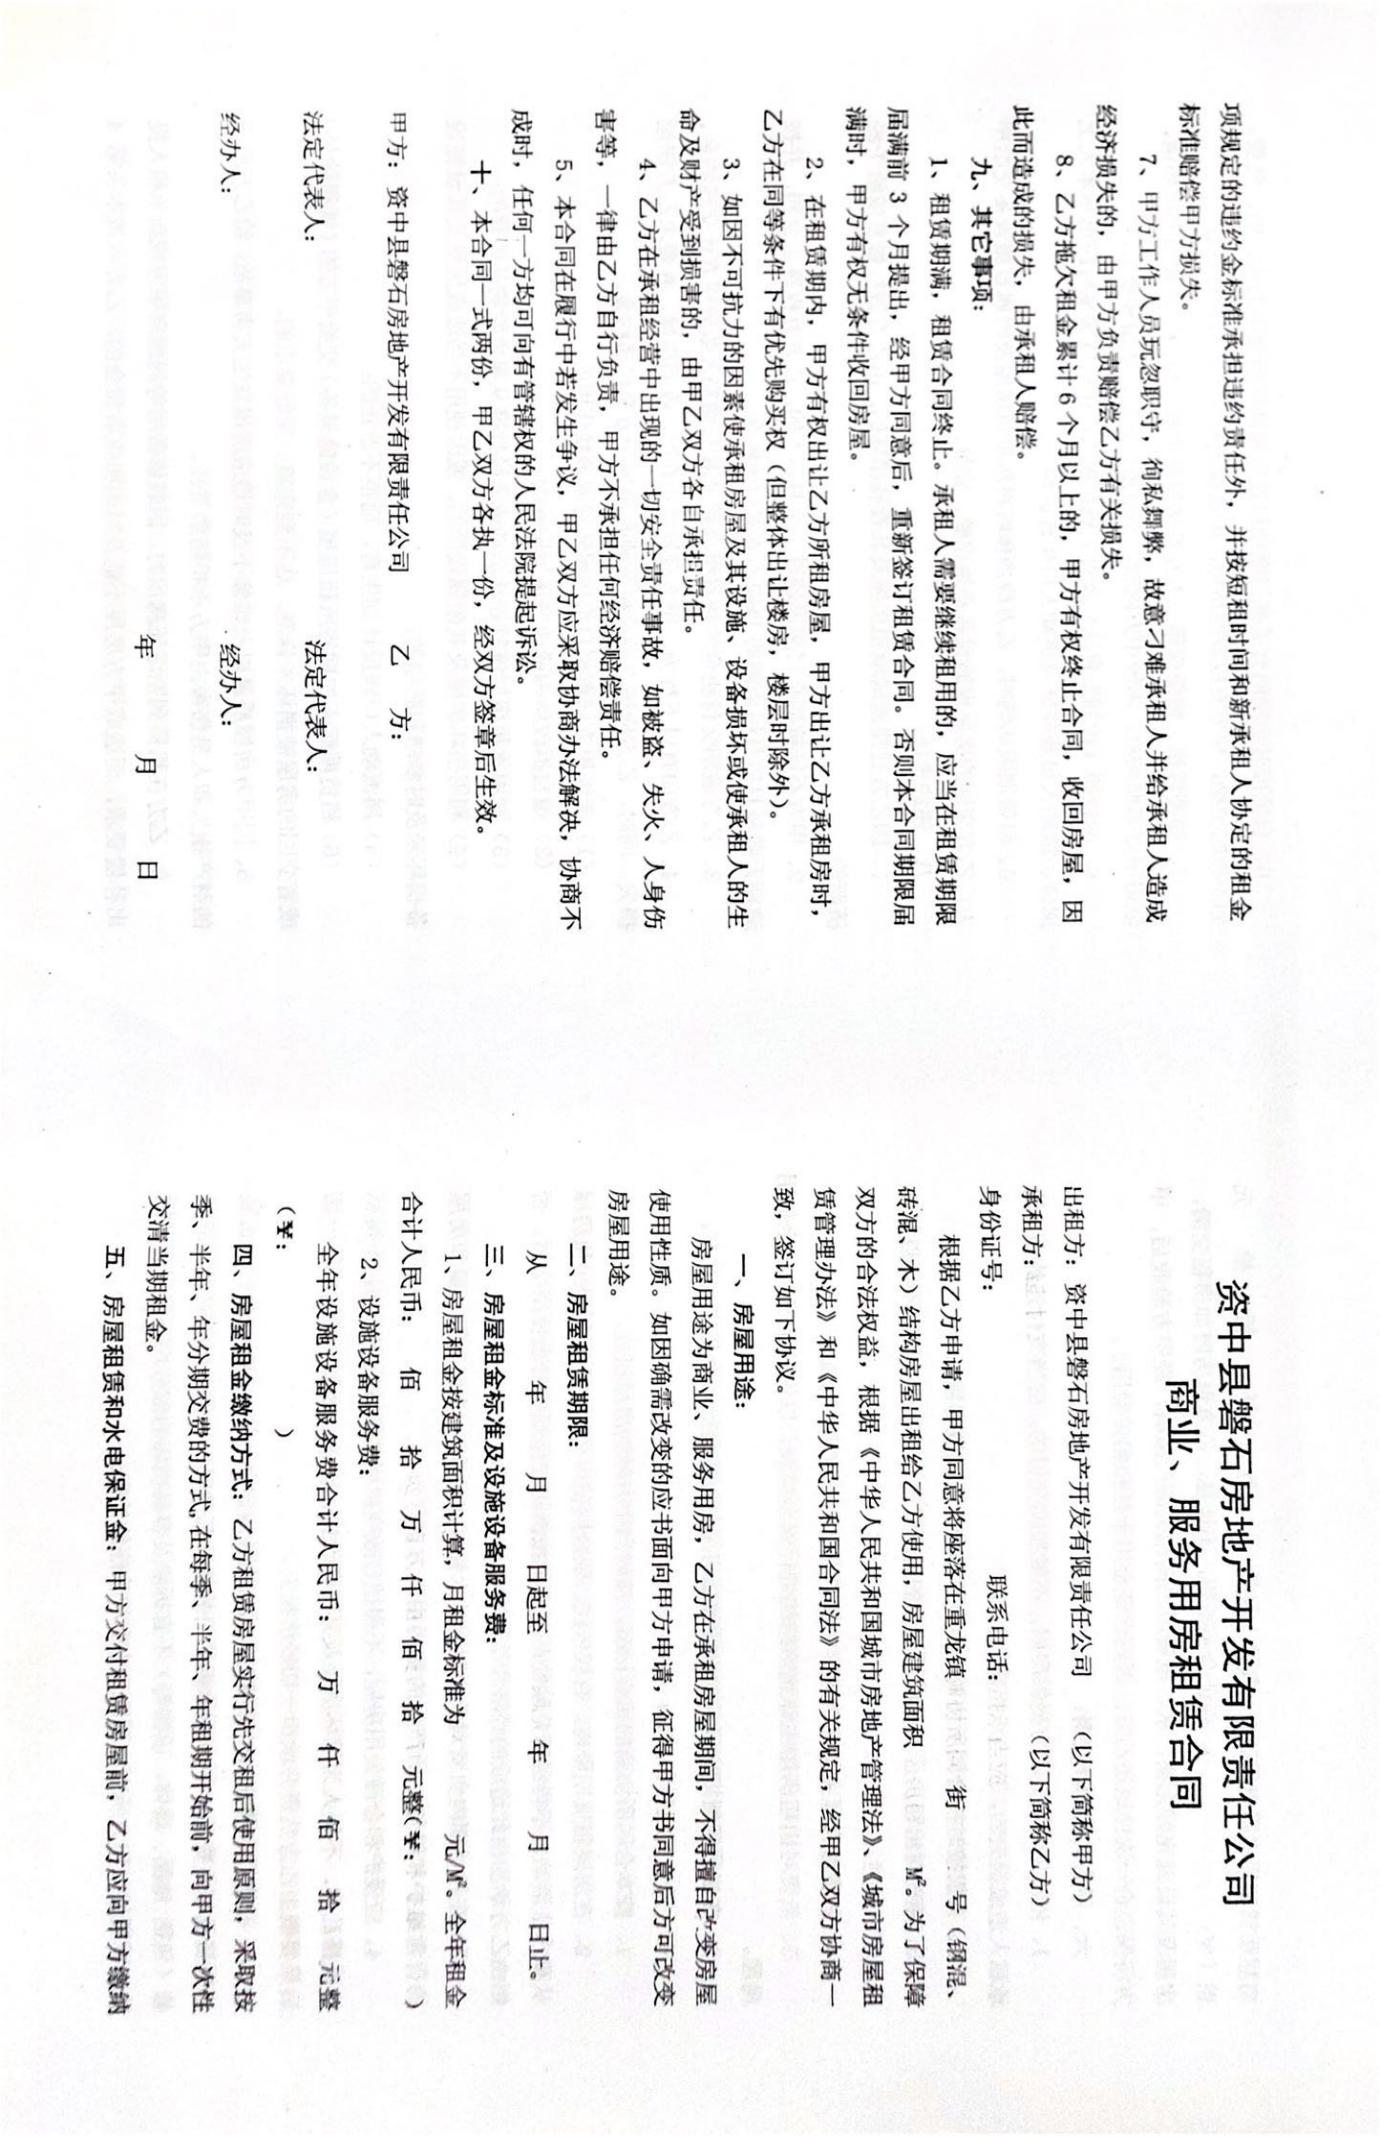 项规定的违约金标准承担违约责任外，并按短租时间和新承租人协定的租金
标准赔偿甲方损失。
7、甲方工作人员玩忽职守，徇私舞弊，故意刁难承租人并给承租人造成
经济损失的，由甲方负责赔偿乙方有关损失。
8、乙方拖欠租金累计 6 个月以上的，甲方有权终止合同，收回房屋，因
此而造成的损失，由承租人赔偿。
九、其它事项：
1、租赁期满，租赁合同终止。承租人需要继续租用的，应当在租赁期限
届满前 3 个月提出，经甲方同意后，重新签订租赁合同。否则本合同期限届
满时，甲方有权无条件收回房屋。
2、在租赁期内，甲方有权出让乙方所租房屋，甲方出让乙方承租房时，
乙方在同等条件下有优先购买权（但整体出让楼房，楼层时除外）。
3、如因不可抗力的因素使承租房屋及其设施、设备损坏或使承租人的生
命及财产受到损害的，由甲乙双方各自承担责任。
4、乙方在承租经营中出现的一切安全责任事故，如被盗、失火、人身伤
害等，一律由乙方自行负责，甲方不承担任何经济赔偿责任。
5、本合同在履行中若发生争议，甲乙双方应采取协商办法解决，协商不
成时，任何一方均可向有管辖权的人民法院提起诉讼。
十、本合同一式两份，甲乙双方各执一份，经双方签章后生效。
甲方：资中县磐石房地产开发有限责任公司 乙 方：
法定代表人： 法定代表人：
经办人： 经办人：
年 月 日
资中县磐石房地产开发有限责任公司
商业、服务用房租赁合同
出租方：资中县磐石房地产开发有限责任公司 （以下简称甲方）
承租方： （以下简称乙方）
身份证号： 联系电话：
根据乙方申请，甲方同意将座落在重龙镇 街 号（钢混、
砖混、木）结构房屋出租给乙方使用，房屋建筑面积 M²。为了保障
双方的合法权益，根据《中华人民共和国城市房地产管理法》、《城市房屋租
赁管理办法》和《中华人民共和国合同法》的有关规定，经甲乙双方协商一
致，签订如下协议。
一、房屋用途：
房屋用途为商业、服务用房，乙方在承租房屋期间，不得擅自改变房屋
使用性质。如因确需改变的应书面向甲方申请，征得甲方书同意后方可改变
房屋用途。
二、房屋租赁期限：
从 年 月 日起至 年 月 日止。
三、房屋租金标准及设施设备服务费：
1、房屋租金按建筑面积计算，月租金标准为 元/M²。全年租金
合计人民币： 佰 拾 万 仟 佰 拾 元整（¥： ）
2、设施设备服务费：
全年设施设备服务费合计人民币： 万 仟 佰 拾 元整
（¥： ）
四、房屋租金缴纳方式：乙方租赁房屋实行先交租后使用原则，采取按
季、半年、年分期交费的方式，在每季、半年、年租期开始前，向甲方一次性
交清当期租金。
五、房屋租赁和水电保证金：甲方交付租赁房屋前，乙方应向甲方缴纳